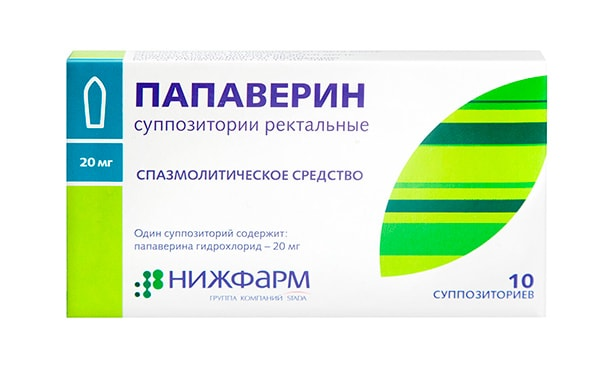 ПАПАВЕРИН
суппозитории ректальные
20 мг
СПАЗМОЛИТИЧЕСКОЕ СРЕДСТВО
Один суппозиторий содержит:
папаверина гидрохлорид – 20 мг
НИЖФАРМ
ГРУППА КОМПАНИЙ STADA
10
СУППОЗИТОРИЕВ